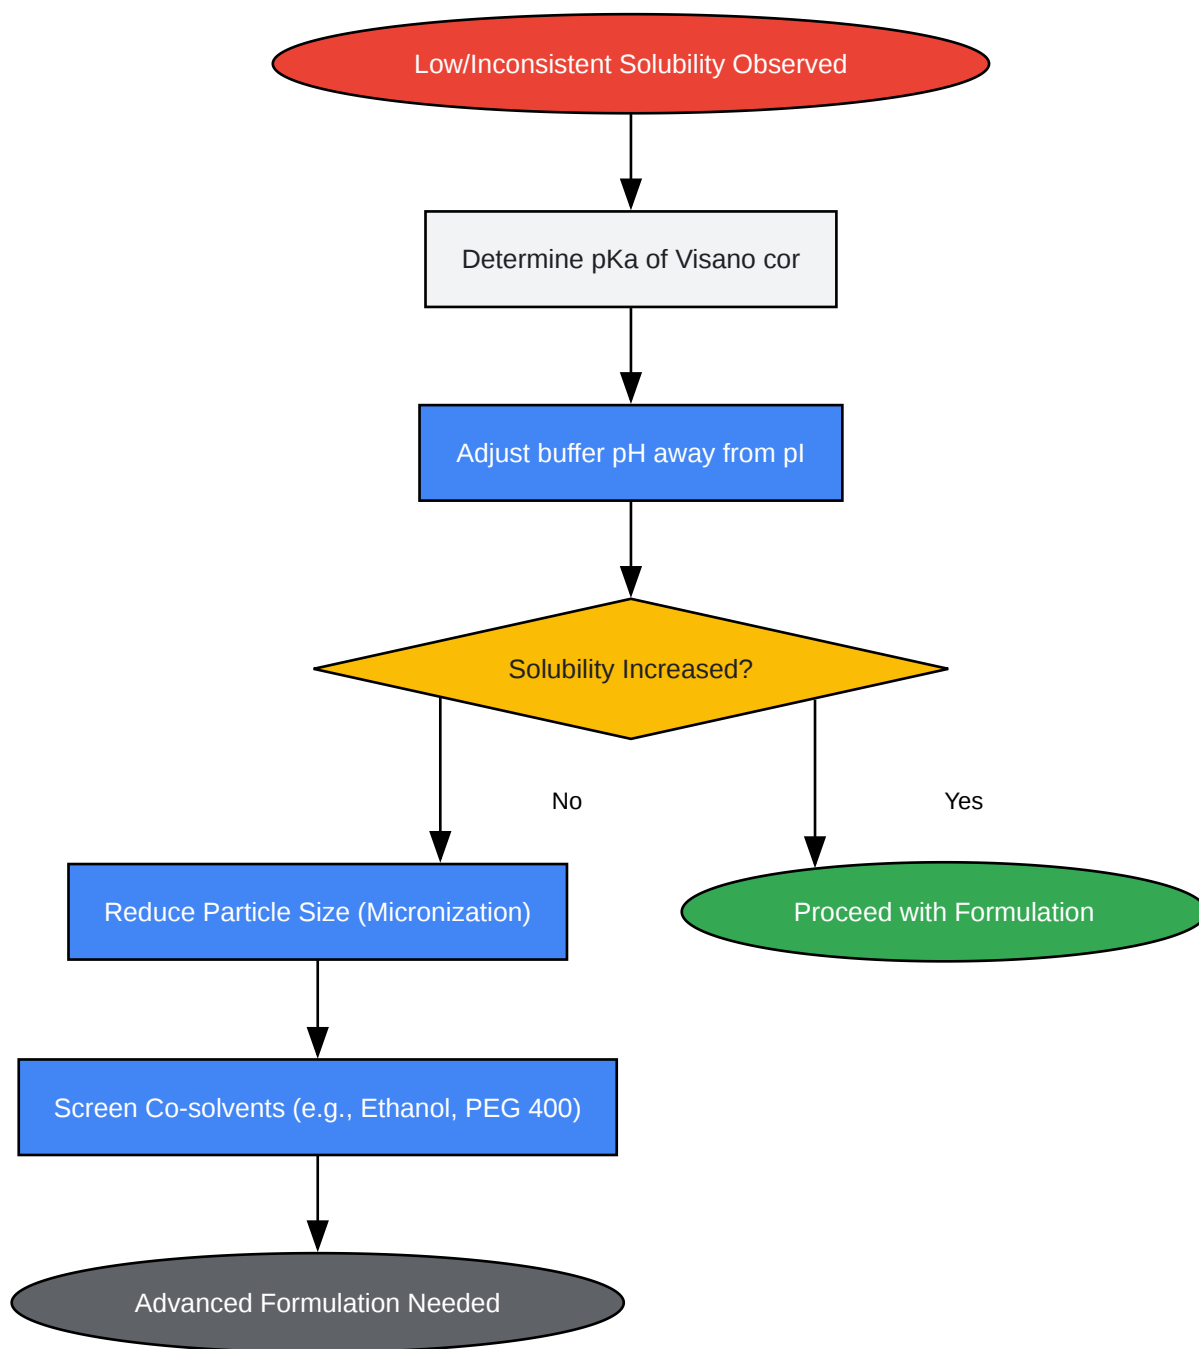 Low/Inconsistent Solubility Observed
Determine pKa of Visano cor
Adjust buffer pH away from pI
Solubility Increased?
No
Yes
Reduce Particle Size (Micronization)
Proceed with Formulation
Screen Co-solvents (e.g., Ethanol, PEG 400)
Advanced Formulation Needed